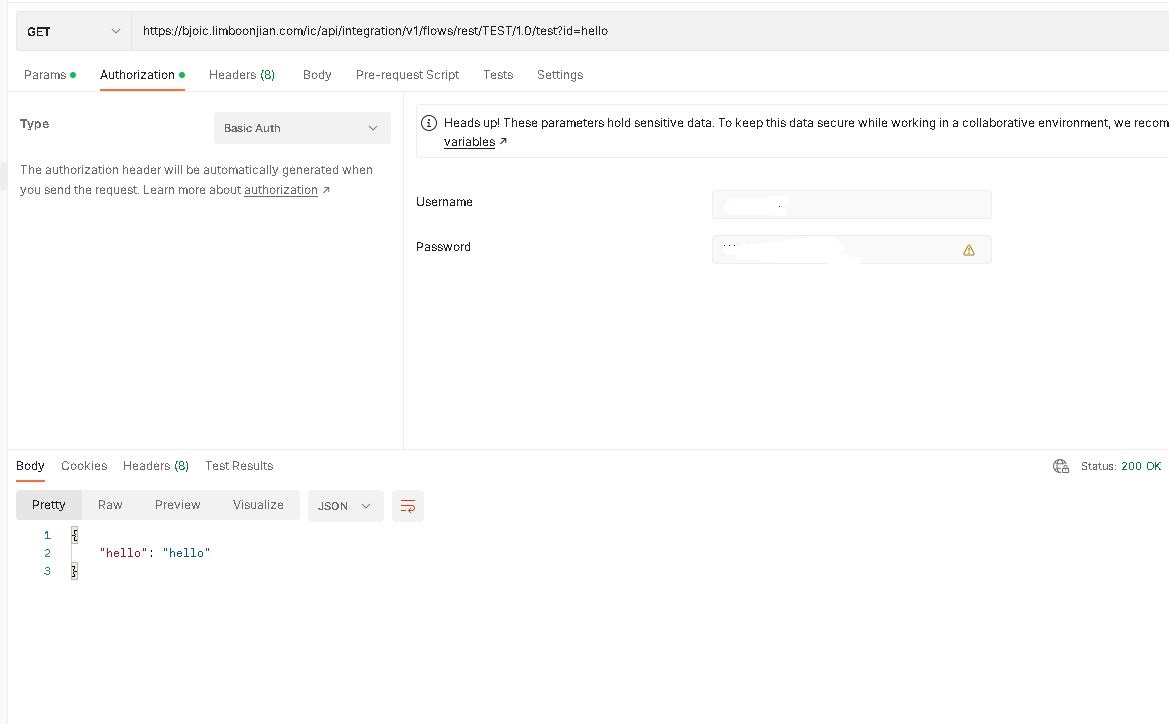 GET https://bjoic.limboonjian.com/ic/api/integration/v1/flows/rest/TEST/1.0/test?id=hello
Params Authorization Headers (8) Body Pre-request Script Tests Settings
Type Basic Auth
The authorization header will be automatically generated when
you send the request. Learn more about authorization ↗
Heads up! These parameters hold sensitive data. To keep this data secure while working in a collaborative environment, we recom
variables ↗
Username
Password
Body Cookies Headers (8) Test Results Status: 200 OK
Pretty Raw Preview Visualize JSON
1 {
2 "hello": "hello"
3 }